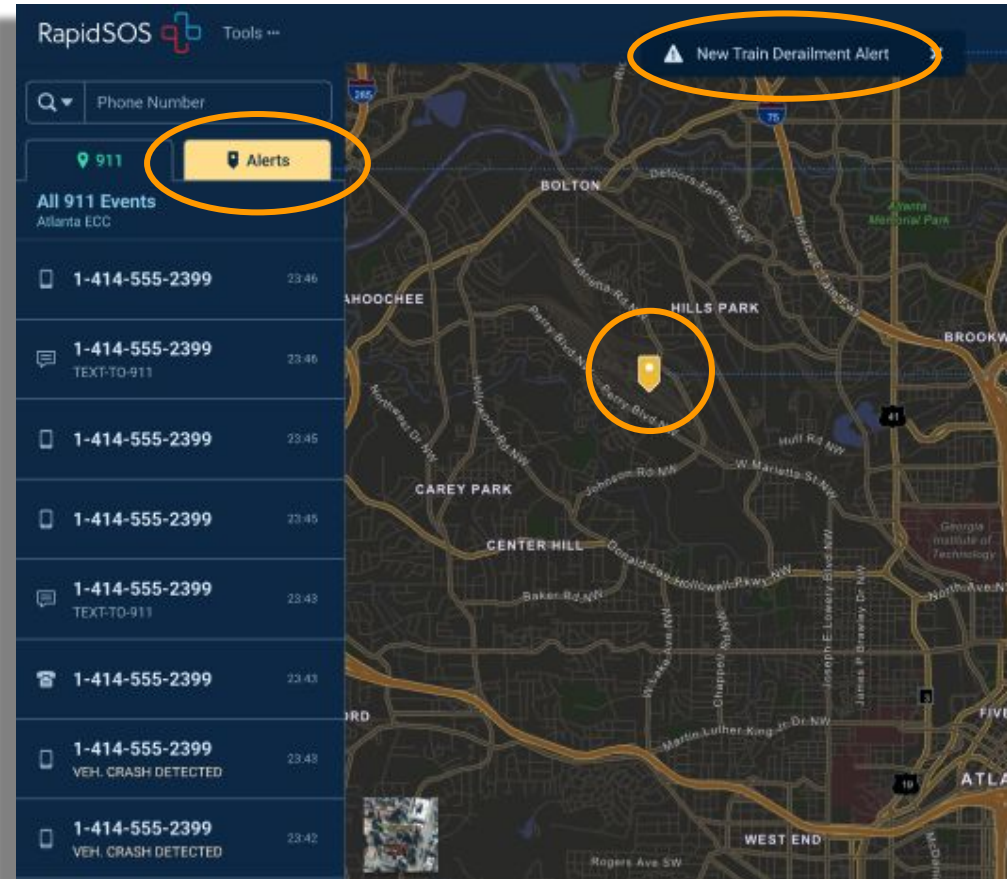 RapidSOS
Tools ···
New Train Derailment Alert
Phone Number
911
Alerts
All 911 Events
Atlanta ECC
1-414-555-2399
23:46
1-414-555-2399
23:46
TEXT-TO-911
1-414-555-2399
23:45
1-414-555-2399
23:45
1-414-555-2399
23:43
TEXT-TO-911
1-414-555-2399
23:43
1-414-555-2399
23:43
VEH. CRASH DETECTED
1-414-555-2399
23:42
VEH. CRASH DETECTED
285
75
BOLTON
Defoors Ferry Rd NW
Atlanta
Memorial Park
Marietta Rd NW
AHOOCHEE
HILLS PARK
Perry Blvd NW
BROOKW
Perry Blvd NW
Northwest Dr NW
Hollywood Rd NW
41
Huff Rd NW
Johnson Rd NW
W Marietta St NW
CAREY PARK
Georgia
Institute of
Technology
CENTER HILL
Donald Lee Hollowell Pkwy NW
Baker Rd NW
North Ave N
Joseph E Lowery Blvd NW
James P Brawley Dr NW
W Lake Ave NW
Chappell Rd NW
3
ORD
FIVE
Martin Luther King Jr Dr NW
19
ATLA
WEST END
Rogers Ave SW